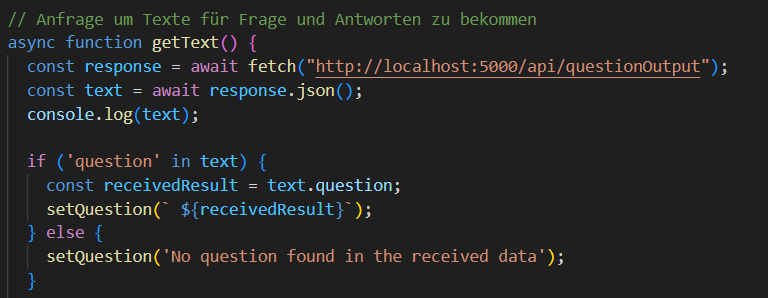 // Anfrage um Texte für Frage und Antworten zu bekommen
async function getText() {
  const response = await fetch("http://localhost:5000/api/questionOutput");
  const text = await response.json();
  console.log(text);

  if ('question' in text) {
    const receivedResult = text.question;
    setQuestion(` ${receivedResult}`);
  } else {
    setQuestion('No question found in the received data');
  }